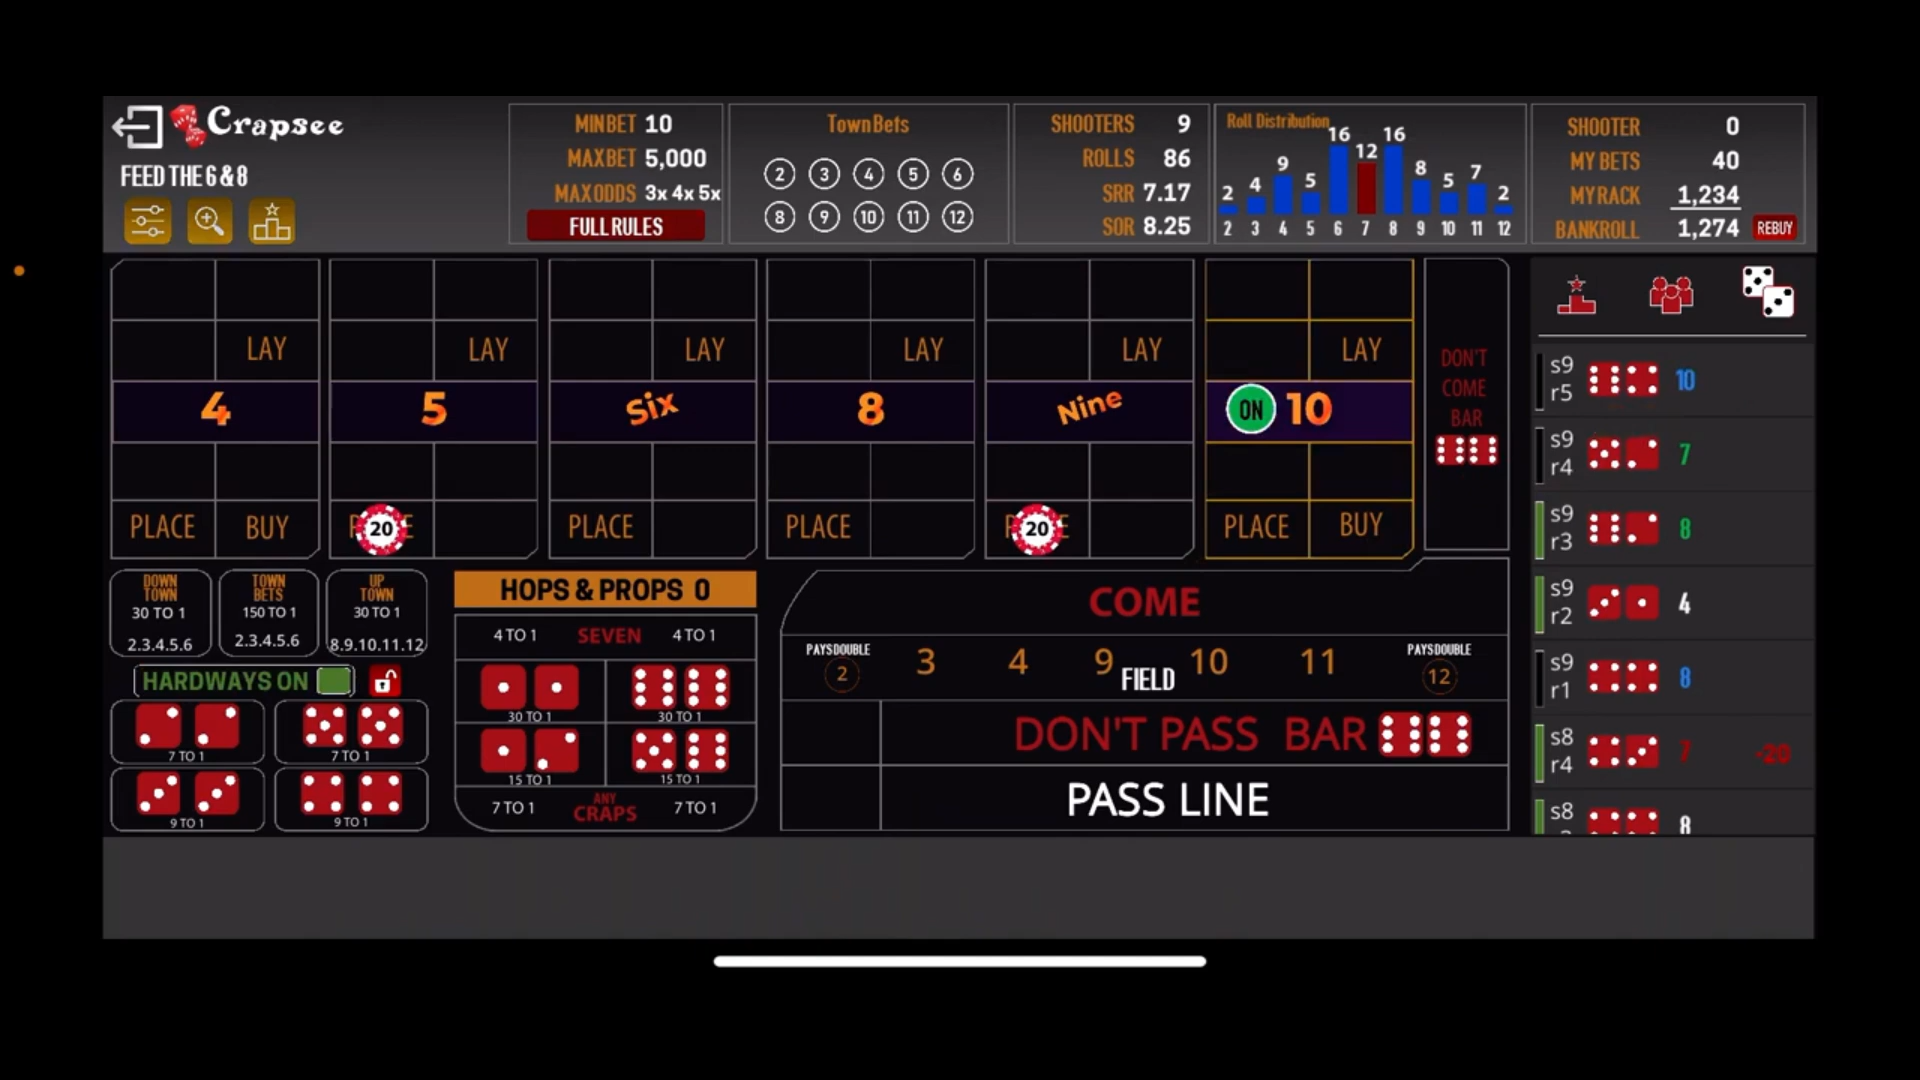 Crapsee
FEED THE 6 & 8
MIN BET 10
MAX BET 5,000
MAX ODDS 3x 4x 5x
FULL RULES
Town Bets
2 3 4 5 6
8 9 10 11 12
SHOOTERS 9
ROLLS 86
SRR 7.17
SOR 8.25
Roll Distribution
2 4 9 5 16 12 16 8 5 7 2
2 3 4 5 6 7 8 9 10 11 12
SHOOTER 0
MY BETS 40
MY RACK 1,234
BANKROLL 1,274 REBUY
LAY LAY LAY LAY LAY LAY
4 5 Six 8 Nine ON 10
PLACE BUY 20 PLACE PLACE 20 PLACE BUY
DON'T
COME
BAR
DOWN
TOWN
30 TO 1
2.3.4.5.6
TOWN
BETS
150 TO 1
2.3.4.5.6
UP
TOWN
30 TO 1
8.9.10.11.12
HARDWAYS ON
7 TO 1 7 TO 1
9 TO 1 9 TO 1
HOPS & PROPS 0
4 TO 1 SEVEN 4 TO 1
30 TO 1 30 TO 1
15 TO 1 15 TO 1
7 TO 1 ANY CRAPS 7 TO 1
COME
PAYS DOUBLE 2 3 4 9 FIELD 10 11 PAYS DOUBLE 12
DON'T PASS BAR
PASS LINE
s9
r5 10
s9
r4 7
s9
r3 8
s9
r2 4
s9
r1 8
s8
r4 7 -20
s8 8